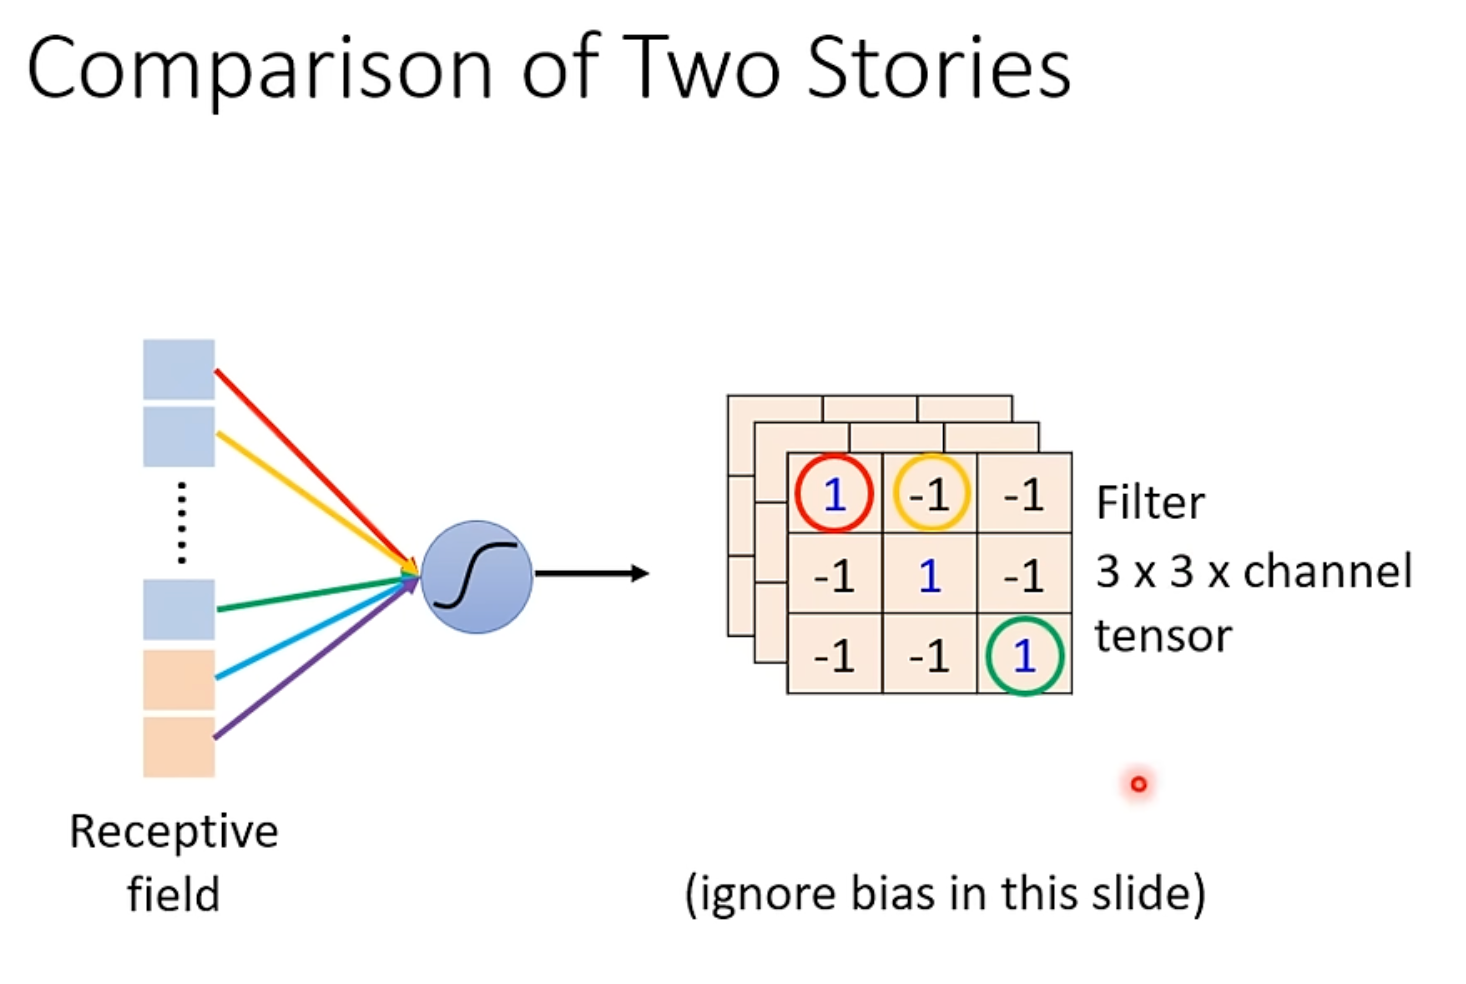 Comparison of Two Stories
Receptive
field
1 -1 -1
-1 1 -1
-1 -1 1
Filter
3 x 3 x channel
tensor
(ignore bias in this slide)